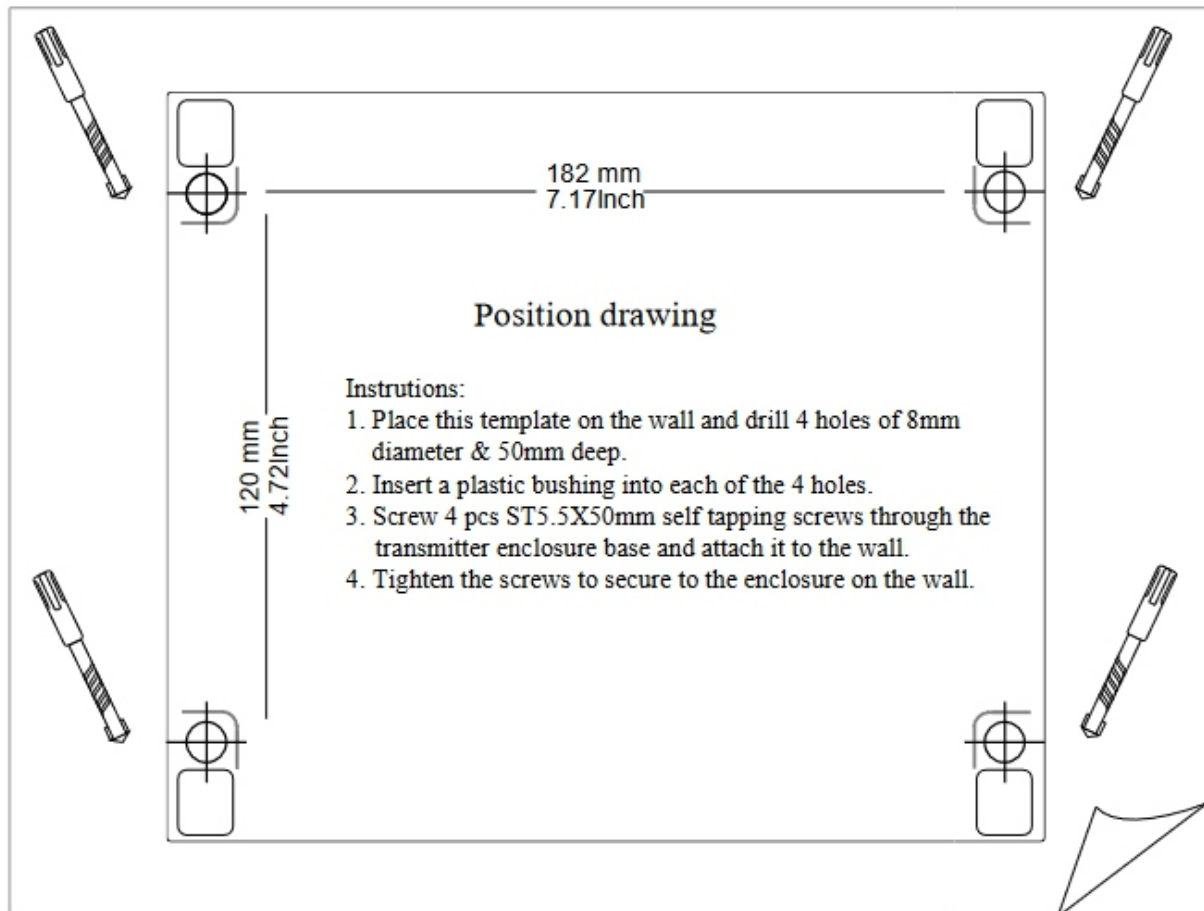 182 mm
7.17Inch
Position drawing
120 mm
4.72Inch
Instrutions:
1. Place this template on the wall and drill 4 holes of 8mm
diameter & 50mm deep.
2. Insert a plastic bushing into each of the 4 holes.
3. Screw 4 pcs ST5.5X50mm self tapping screws through the
transmitter enclosure base and attach it to the wall.
4. Tighten the screws to secure to the enclosure on the wall.